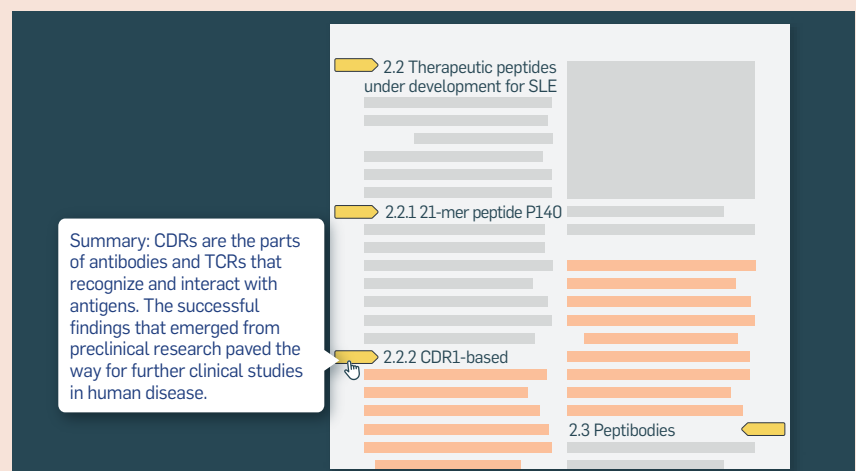 2.2 Therapeutic peptides
under development for SLE
2.2.1 21-mer peptide P140
Summary: CDRs are the parts
of antibodies and TCRs that
recognize and interact with
antigens. The successful
findings that emerged from
preclinical research paved the
way for further clinical studies
in human disease.
2.2.2 CDR1-based
2.3 Peptibodies